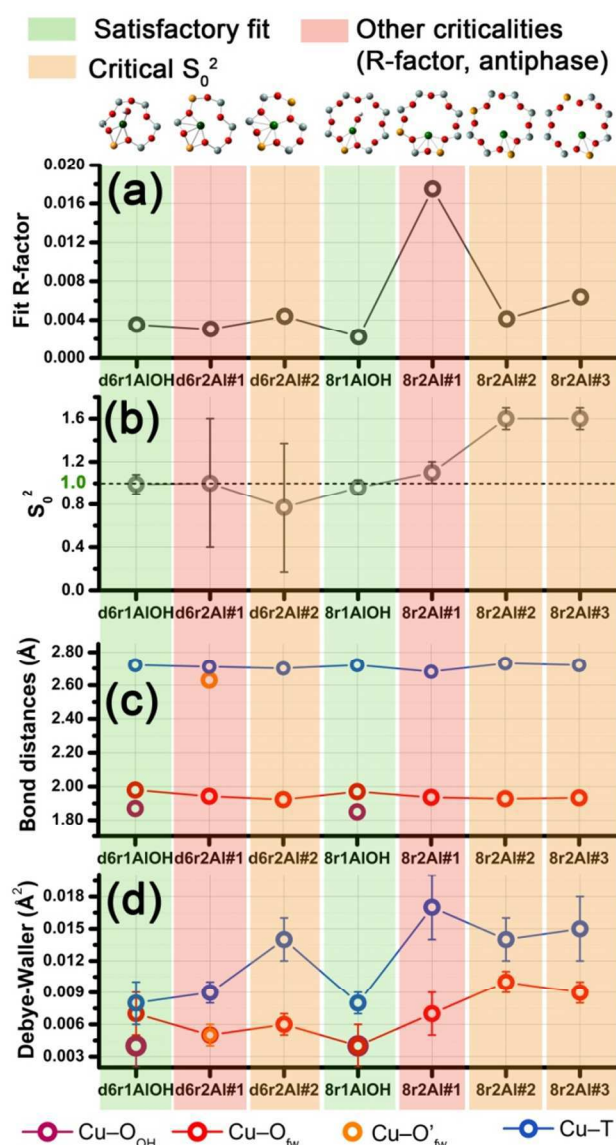 Satisfactory fit
Other criticalities
(R-factor, antiphase)
Critical S₀²
(a)
Fit R-factor
0.020
0.016
0.012
0.008
0.004
0.000
d6r1AlOH d6r2Al#1 d6r2Al#2 8r1AlOH 8r2Al#1 8r2Al#2 8r2Al#3
(b)
S₀²
1.6
1.2
1.0
0.8
0.4
0.0
d6r1AlOH d6r2Al#1 d6r2Al#2 8r1AlOH 8r2Al#1 8r2Al#2 8r2Al#3
(c)
Bond distances (Å)
2.80
2.60
2.40
2.20
2.00
1.80
d6r1AlOH d6r2Al#1 d6r2Al#2 8r1AlOH 8r2Al#1 8r2Al#2 8r2Al#3
(d)
Debye-Waller (Å²)
0.018
0.015
0.012
0.009
0.006
0.003
d6r1AlOH d6r2Al#1 d6r2Al#2 8r1AlOH 8r2Al#1 8r2Al#2 8r2Al#3
Cu–O_OH Cu–O_fw Cu–O'_fw Cu–T